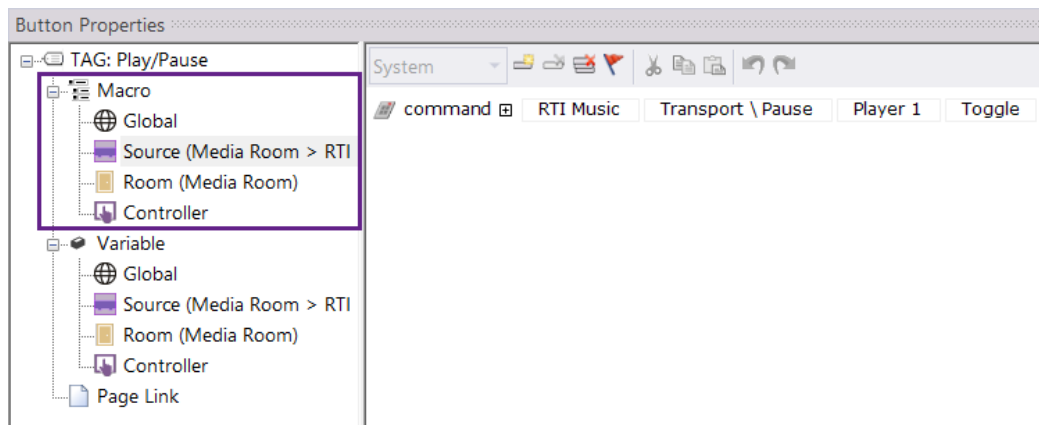 Button Properties
TAG: Play/Pause
Macro
Global
Source (Media Room > RTI
Room (Media Room)
Controller
Variable
Global
Source (Media Room > RTI
Room (Media Room)
Controller
Page Link
System
command RTI Music Transport \ Pause Player 1 Toggle